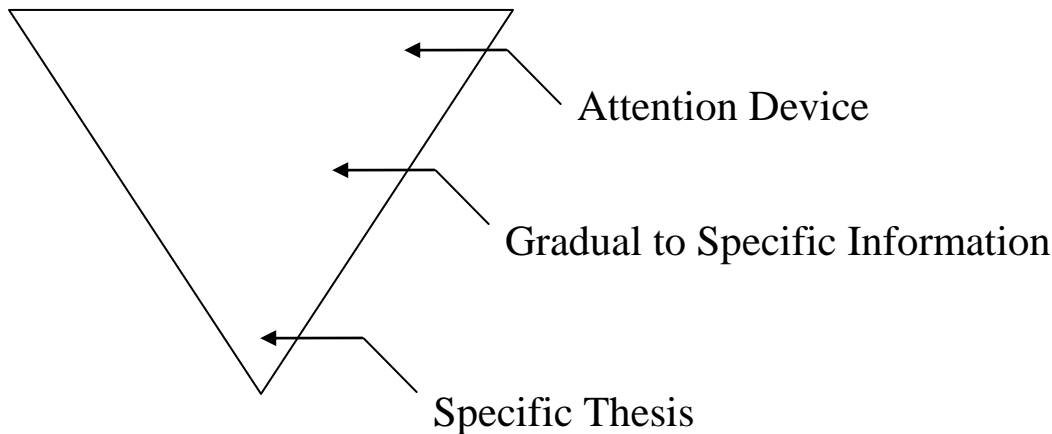 Attention Device
Gradual to Specific Information
Specific Thesis